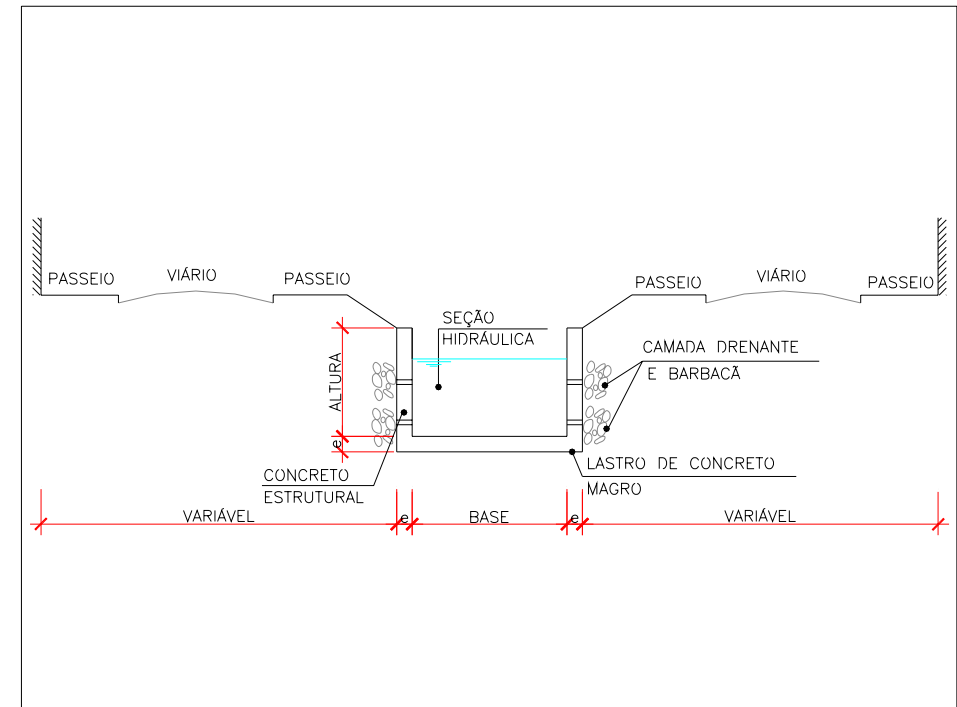 PASSEIO
VIÁRIO
PASSEIO
PASSEIO
VIÁRIO
PASSEIO
SEÇÃO
HIDRÁULICA
CAMADA DRENANTE
E BARBACÃ
ALTURA
e
CONCRETO
ESTRUTURAL
LASTRO DE CONCRETO
MAGRO
VARIÁVEL
e
BASE
e
VARIÁVEL